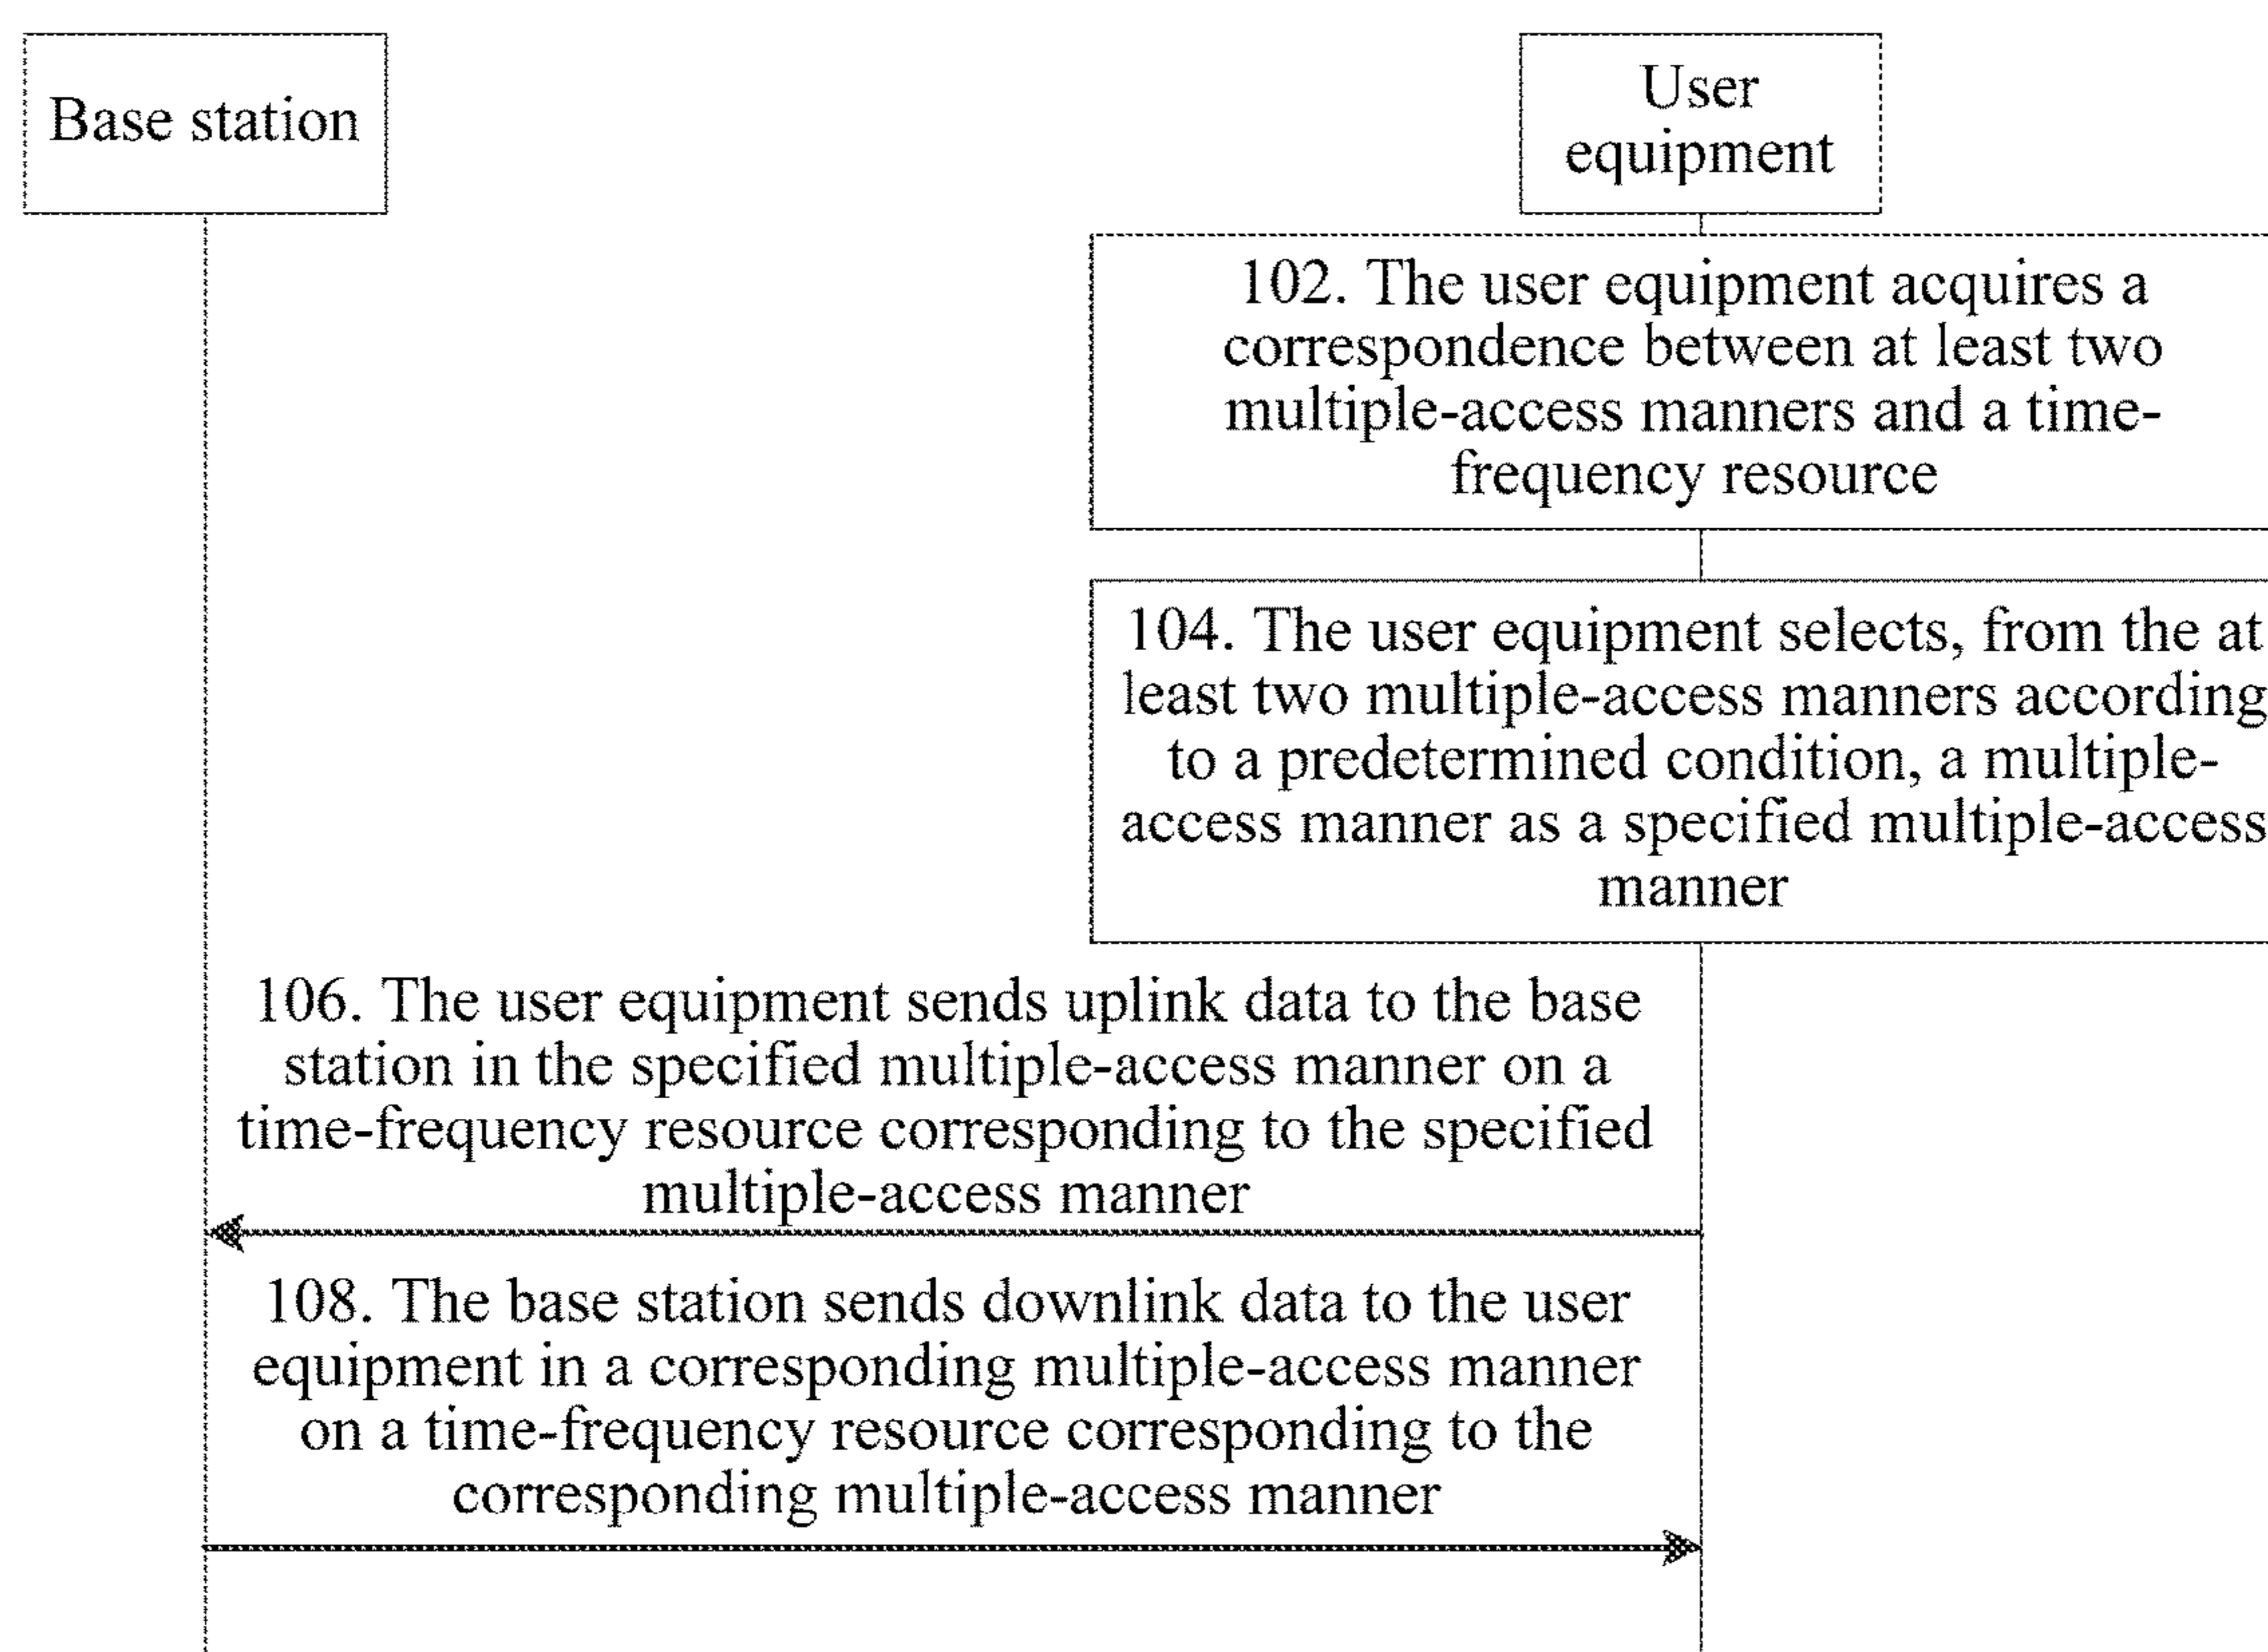 Base station
User
equipment
102. The user equipment acquires a
correspondence between at least two
multiple-access manners and a time-
frequency resource
104. The user equipment selects, from the at
least two multiple-access manners according
to a predetermined condition, a multiple-
access manner as a specified multiple-access
manner
106. The user equipment sends uplink data to the base
station in the specified multiple-access manner on a
time-frequency resource corresponding to the specified
multiple-access manner
108. The base station sends downlink data to the user
equipment in a corresponding multiple-access manner
on a time-frequency resource corresponding to the
corresponding multiple-access manner